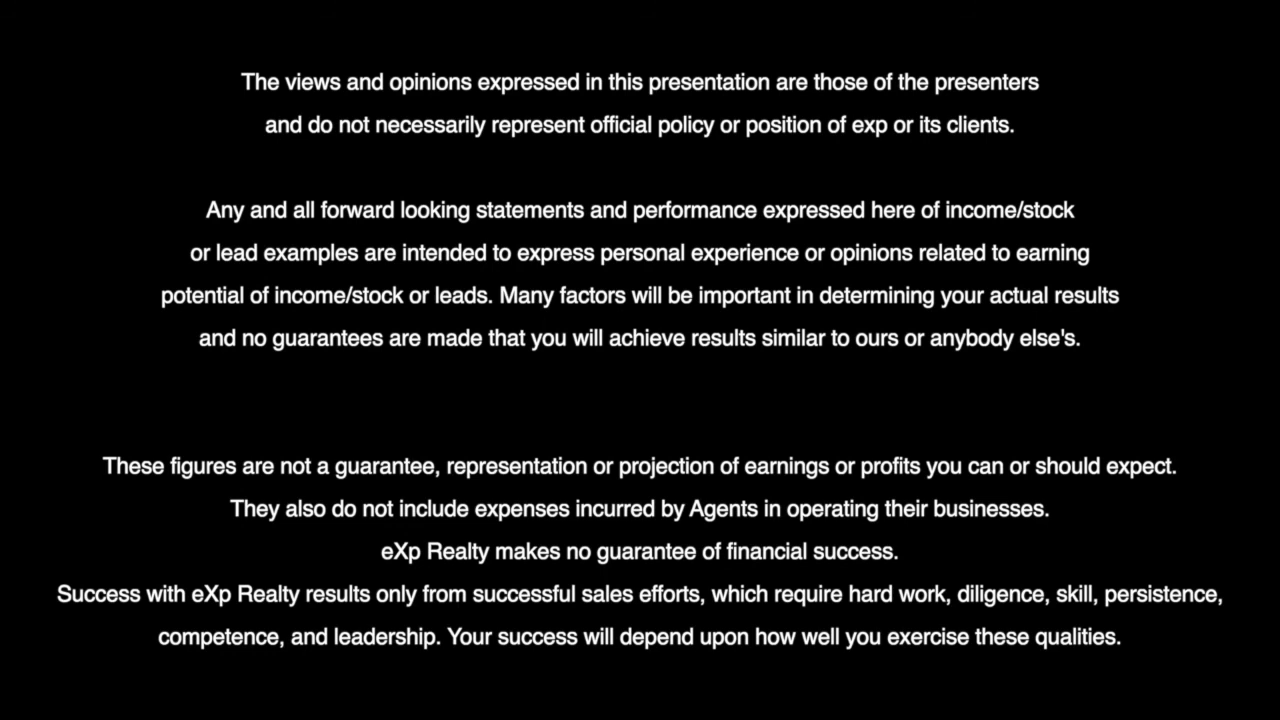 The views and opinions expressed in this presentation are those of the presenters
and do not necessarily represent official policy or position of exp or its clients.
Any and all forward looking statements and performance expressed here of income/stock
or lead examples are intended to express personal experience or opinions related to earning
potential of income/stock or leads. Many factors will be important in determining your actual results
and no guarantees are made that you will achieve results similar to ours or anybody else's.
These figures are not a guarantee, representation or projection of earnings or profits you can or should expect.
They also do not include expenses incurred by Agents in operating their businesses.
eXp Realty makes no guarantee of financial success.
Success with eXp Realty results only from successful sales efforts, which require hard work, diligence, skill, persistence,
competence, and leadership. Your success will depend upon how well you exercise these qualities.